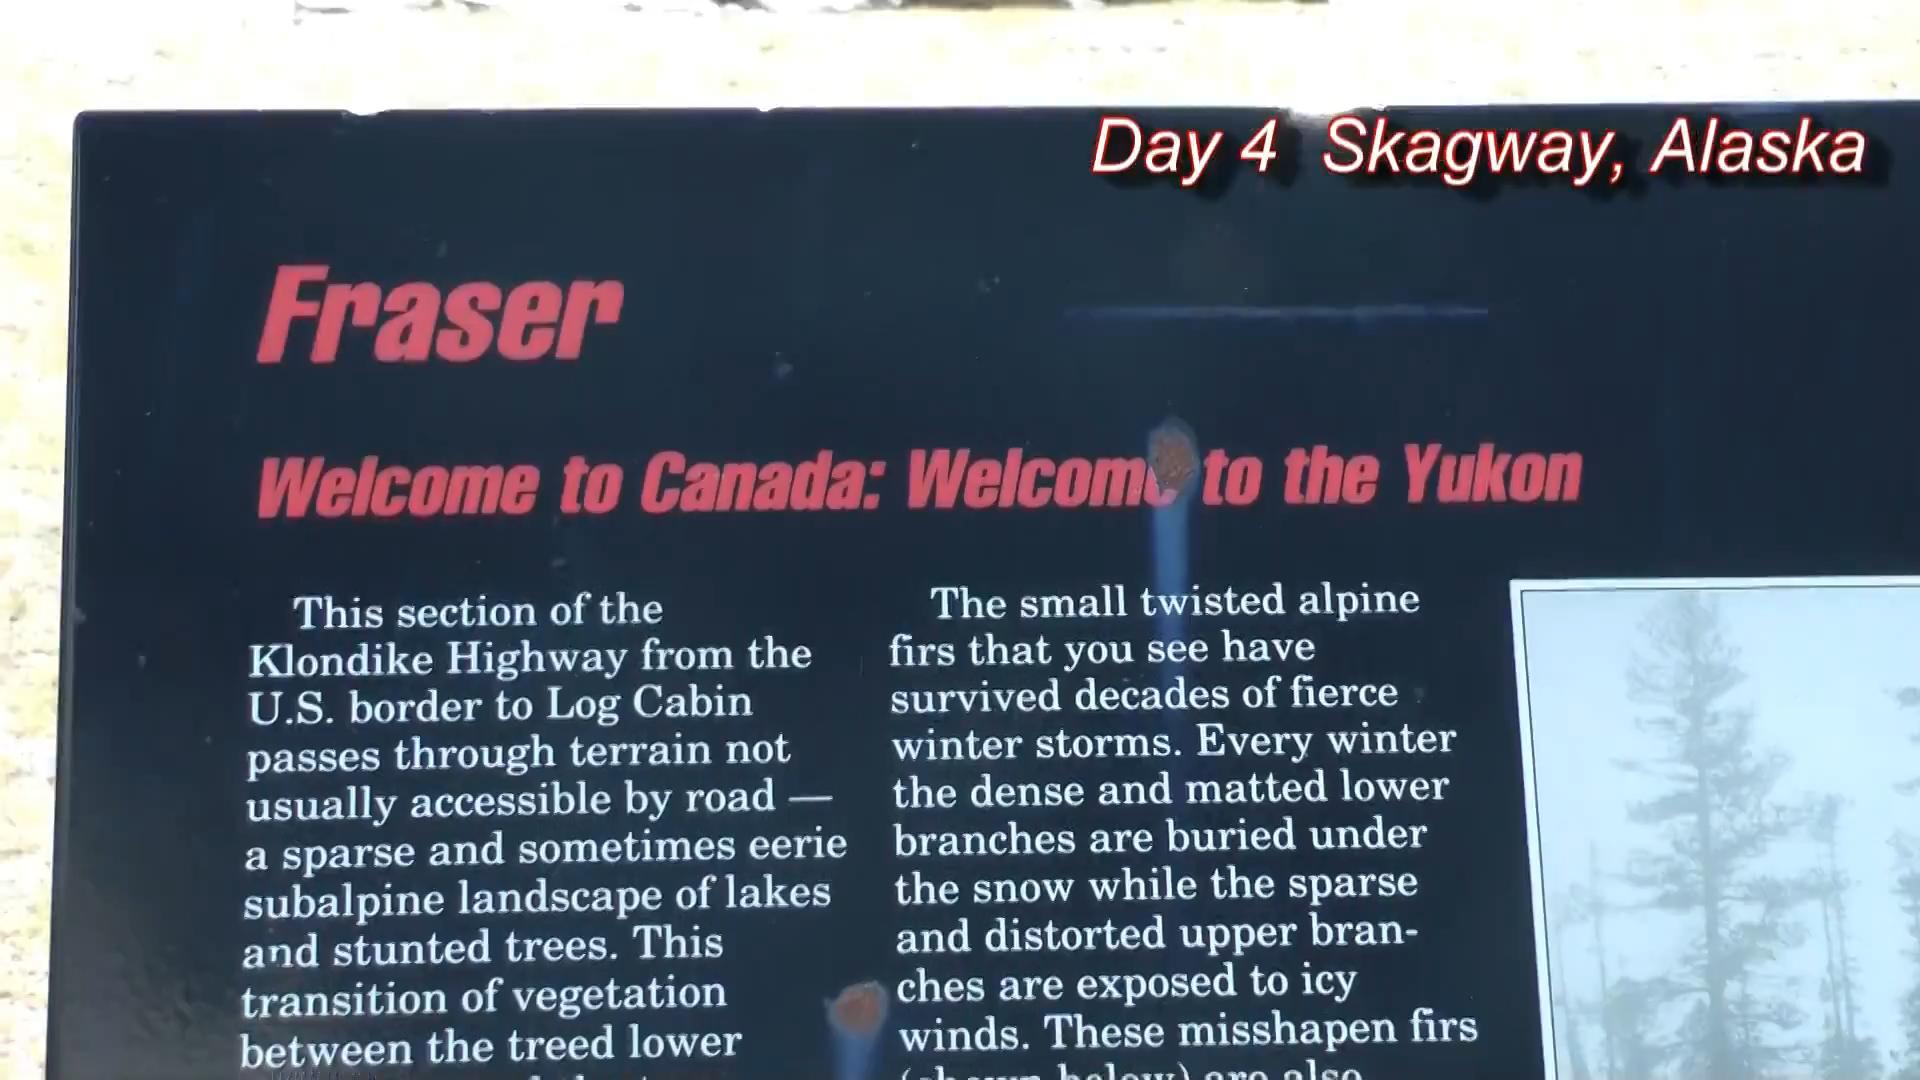 Day 4 Skagway, Alaska
Fraser
Welcome to Canada: Welcome to the Yukon
This section of the
Klondike Highway from the
U.S. border to Log Cabin
passes through terrain not
usually accessible by road —
a sparse and sometimes eerie
subalpine landscape of lakes
and stunted trees. This
transition of vegetation
between the treed lower
The small twisted alpine
firs that you see have
survived decades of fierce
winter storms. Every winter
the dense and matted lower
branches are buried under
the snow while the sparse
and distorted upper bran-
ches are exposed to icy
winds. These misshapen firs
(shown below) are also